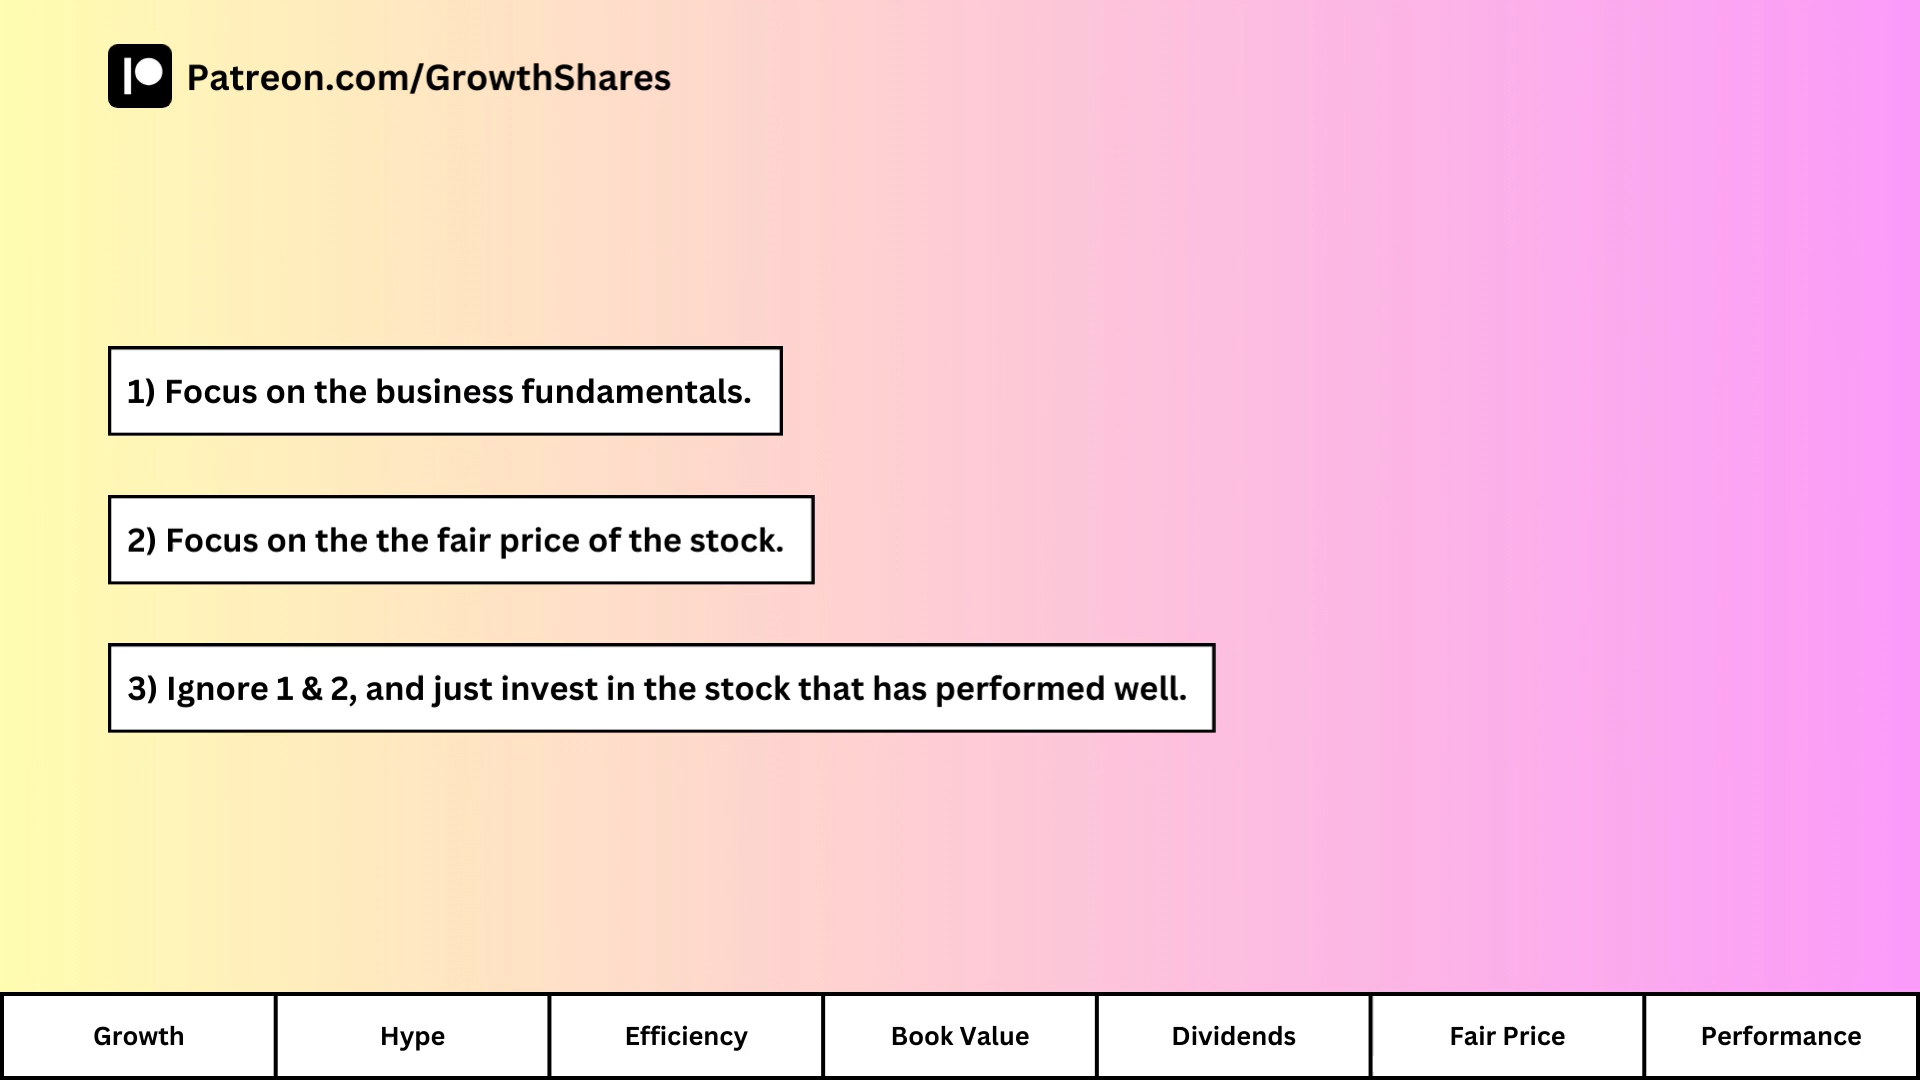 Patreon.com/GrowthShares
1) Focus on the business fundamentals.
2) Focus on the the fair price of the stock.
3) Ignore 1 & 2, and just invest in the stock that has performed well.
Growth
Hype
Efficiency
Book Value
Dividends
Fair Price
Performance